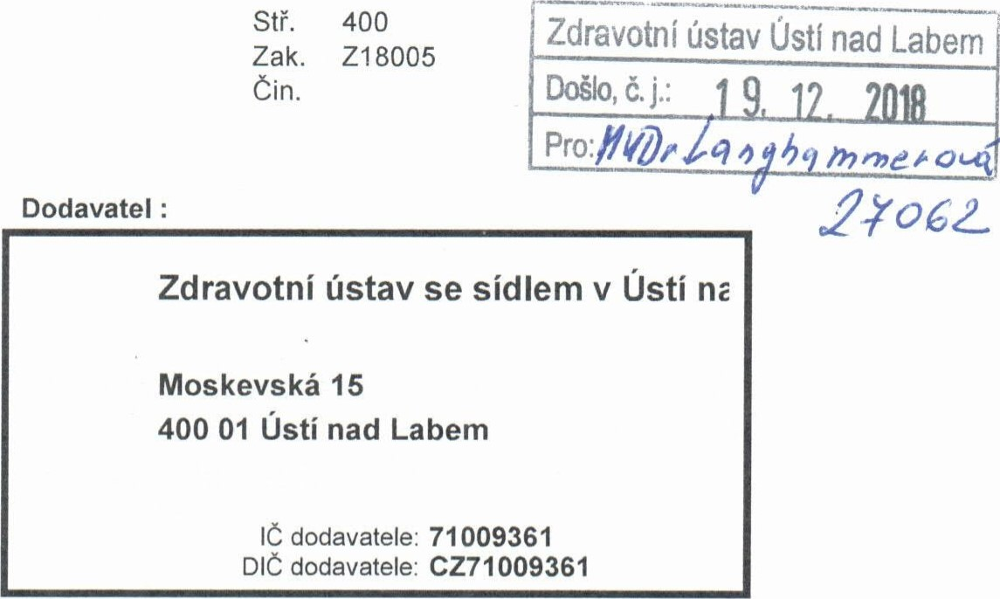 Stř. 400
Zak. Z18005
Čin.
Zdravotní ústav Ústí nad Labem
Došlo, č. j.: 19. 12. 2018
Pro: MVDr Langhammerová
27062
Dodavatel :
Zdravotní ústav se sídlem v Ústí na
Moskevská 15
400 01 Ústí nad Labem
IČ dodavatele: 71009361
DIČ dodavatele: CZ71009361